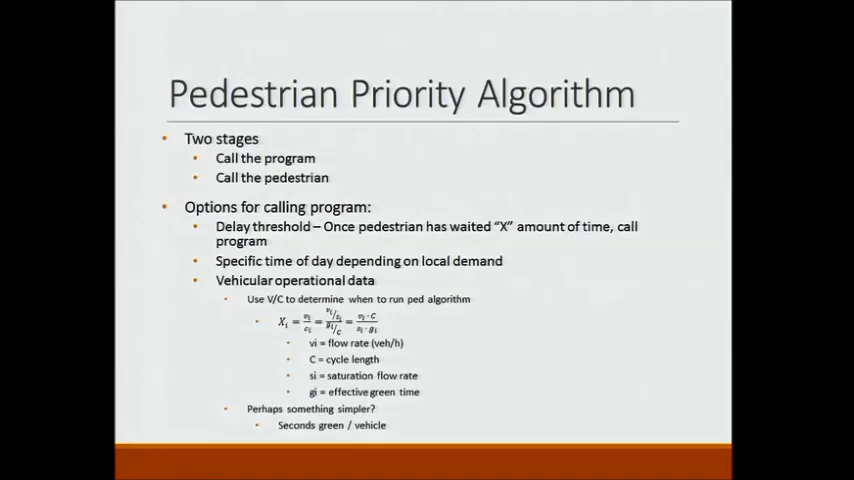 Pedestrian Priority Algorithm
• Two stages
• Call the program
• Call the pedestrian
• Options for calling program:
• Delay threshold – Once pedestrian has waited “X” amount of time, call
program
• Specific time of day depending on local demand
• Vehicular operational data
• Use V/C to determine when to run ped algorithm
• Xᵢ = vᵢ/cᵢ = (vᵢ/sᵢ)/(gᵢ/C) = (vᵢ · C)/(sᵢ · gᵢ)
• vi = flow rate (veh/h)
• C = cycle length
• si = saturation flow rate
• gi = effective green time
• Perhaps something simpler?
• Seconds green / vehicle